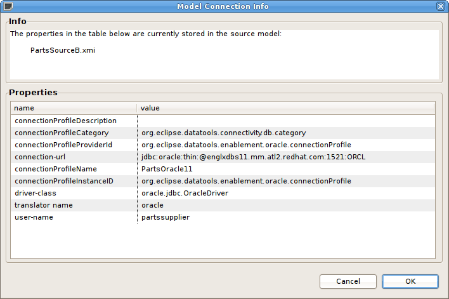 Model Connection Info
Info
The properties in the table below are currently stored in the source model:
PartsSourceB.xmi
Properties
name value
connectionProfileDescription
connectionProfileCategory org.eclipse.datatools.connectivity.db.category
connectionProfileProviderId org.eclipse.datatools.enablement.oracle.connectionProfile
connection-url jdbc:oracle:thin:@englxdbs11.mm.atl2.redhat.com:1521:ORCL
connectionProfileName PartsOracle11
connectionProfileInstanceID org.eclipse.datatools.enablement.oracle.connectionProfile
driver-class oracle.jdbc.OracleDriver
translator name oracle
user-name partssupplier
Cancel OK